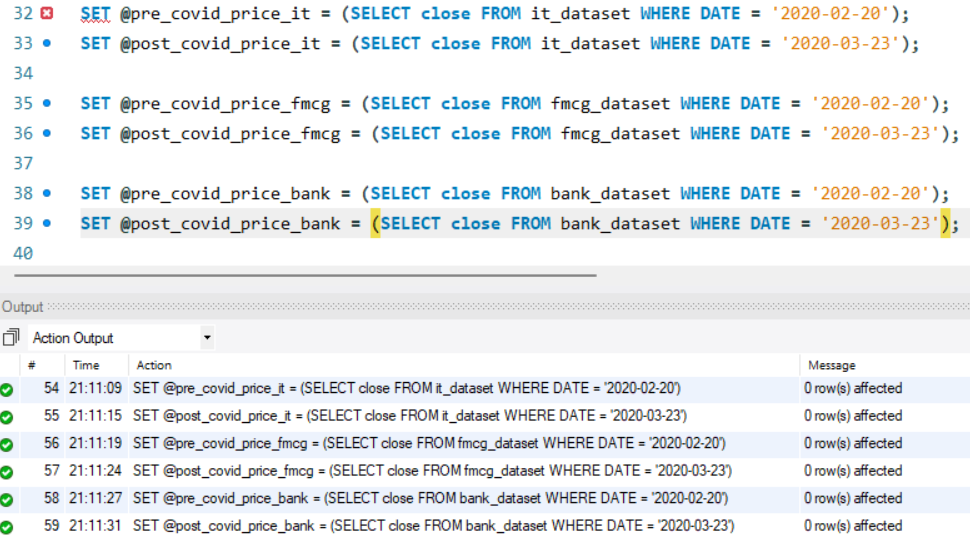 32 SET @pre_covid_price_it = (SELECT close FROM it_dataset WHERE DATE = '2020-02-20');
33 SET @post_covid_price_it = (SELECT close FROM it_dataset WHERE DATE = '2020-03-23');
34
35 SET @pre_covid_price_fmcg = (SELECT close FROM fmcg_dataset WHERE DATE = '2020-02-20');
36 SET @post_covid_price_fmcg = (SELECT close FROM fmcg_dataset WHERE DATE = '2020-03-23');
37
38 SET @pre_covid_price_bank = (SELECT close FROM bank_dataset WHERE DATE = '2020-02-20');
39 SET @post_covid_price_bank = (SELECT close FROM bank_dataset WHERE DATE = '2020-03-23');
40
Output
Action Output
# Time Action Message
54 21:11:09 SET @pre_covid_price_it = (SELECT close FROM it_dataset WHERE DATE = '2020-02-20') 0 row(s) affected
55 21:11:15 SET @post_covid_price_it = (SELECT close FROM it_dataset WHERE DATE = '2020-03-23') 0 row(s) affected
56 21:11:19 SET @pre_covid_price_fmcg = (SELECT close FROM fmcg_dataset WHERE DATE = '2020-02-20') 0 row(s) affected
57 21:11:24 SET @post_covid_price_fmcg = (SELECT close FROM fmcg_dataset WHERE DATE = '2020-03-23') 0 row(s) affected
58 21:11:27 SET @pre_covid_price_bank = (SELECT close FROM bank_dataset WHERE DATE = '2020-02-20') 0 row(s) affected
59 21:11:31 SET @post_covid_price_bank = (SELECT close FROM bank_dataset WHERE DATE = '2020-03-23') 0 row(s) affected